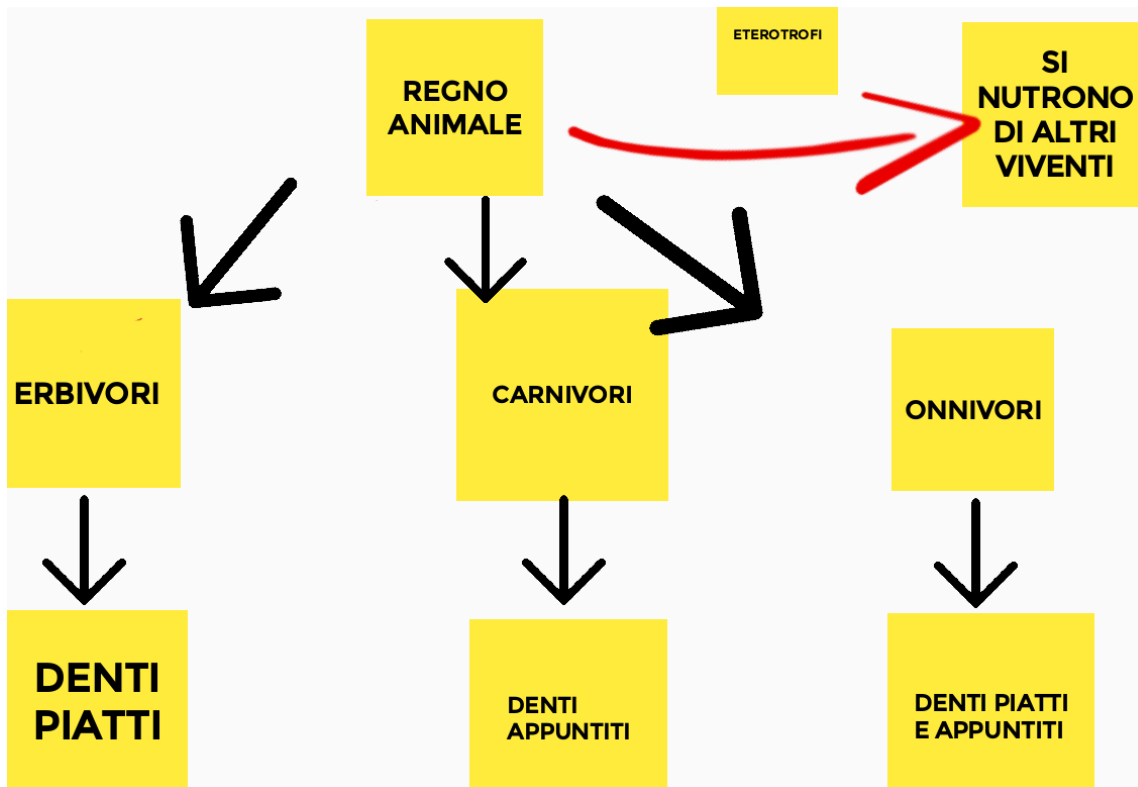 REGNO
ANIMALE
ETEROTROFI
SI
NUTRONO
DI ALTRI
VIVENTI
ERBIVORI
CARNIVORI
ONNIVORI
DENTI
PIATTI
DENTI
APPUNTITI
DENTI PIATTI
E APPUNTITI